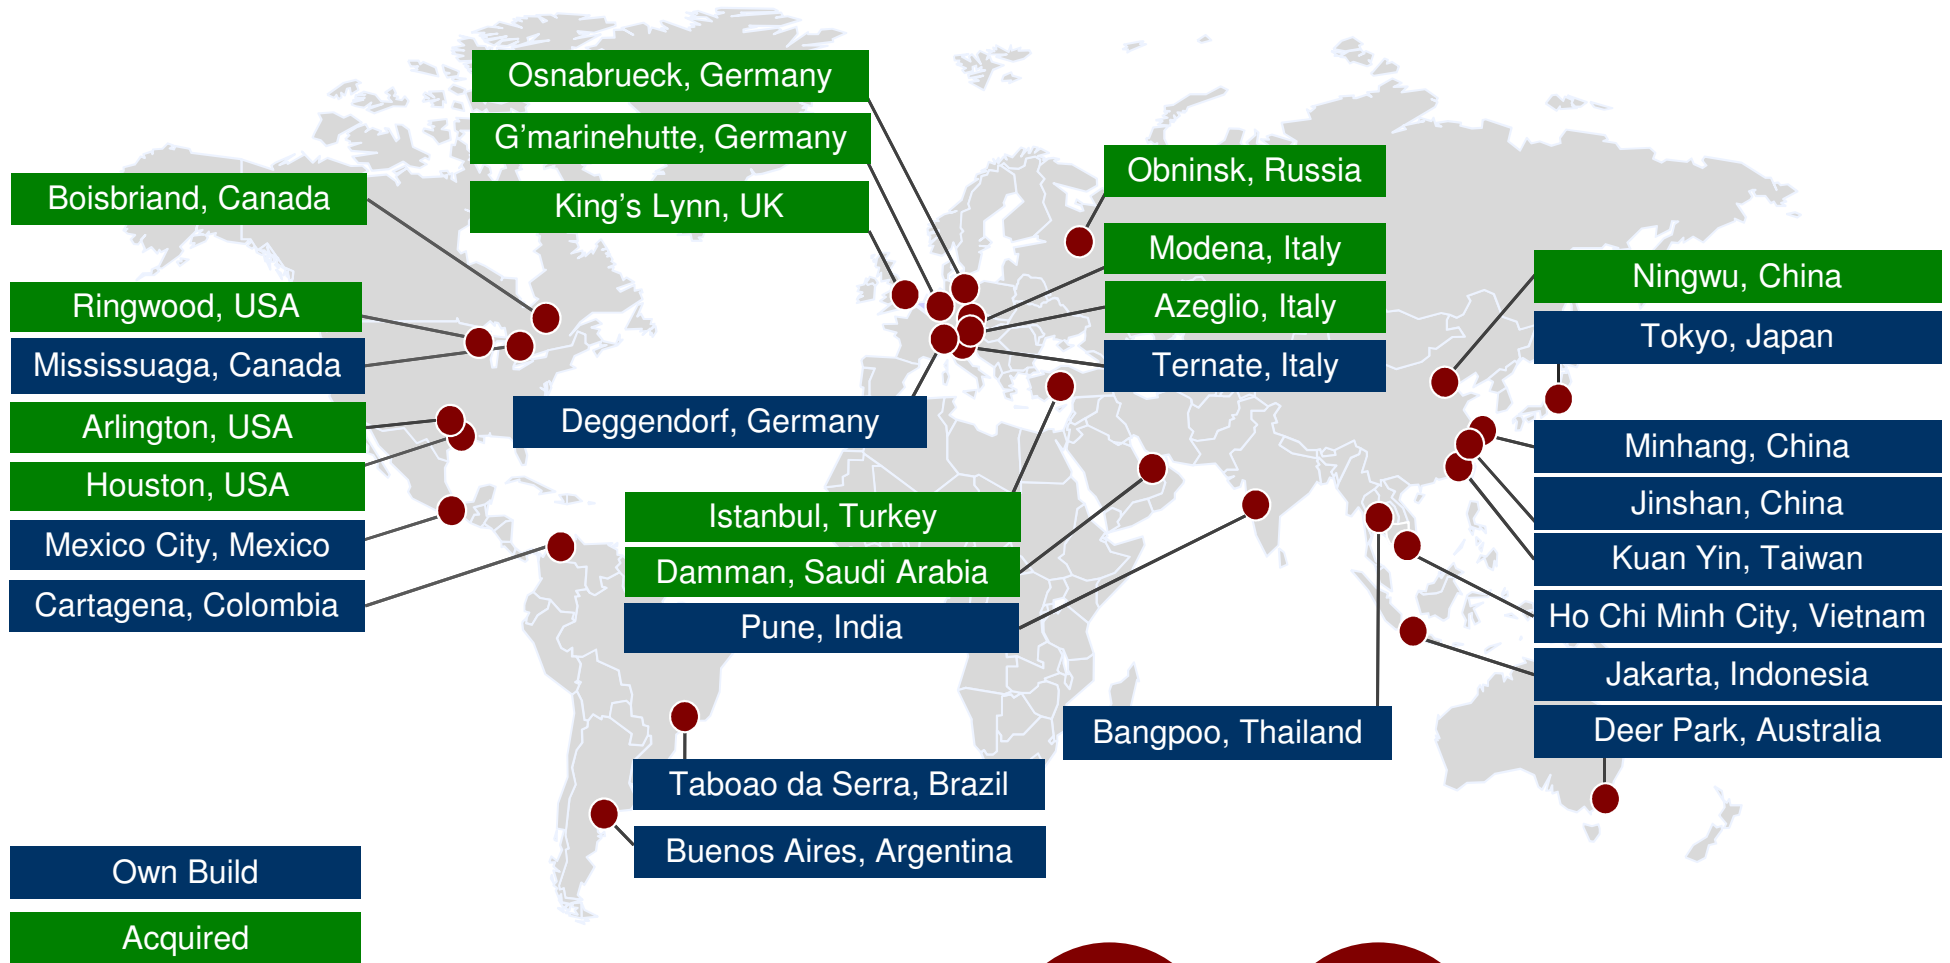 Osnabrueck, Germany
G'marinehutte, Germany
King's Lynn, UK
Boisbriand, Canada
Ringwood, USA
Mississuaga, Canada
Arlington, USA
Houston, USA
Mexico City, Mexico
Cartagena, Colombia
Obninsk, Russia
Modena, Italy
Azeglio, Italy
Ternate, Italy
Deggendorf, Germany
Istanbul, Turkey
Damman, Saudi Arabia
Pune, India
Ningwu, China
Tokyo, Japan
Minhang, China
Jinshan, China
Kuan Yin, Taiwan
Ho Chi Minh City, Vietnam
Jakarta, Indonesia
Deer Park, Australia
Bangpoo, Thailand
Taboao da Serra, Brazil
Buenos Aires, Argentina
Own Build
Acquired